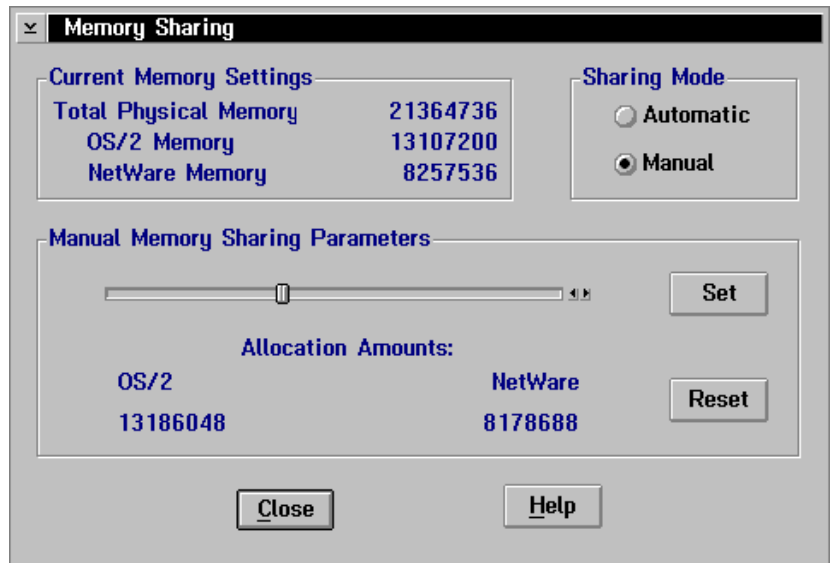 Memory Sharing
Current Memory Settings
Total Physical Memory 21364736
OS/2 Memory 13107200
NetWare Memory 8257536
Sharing Mode
Automatic
Manual
Manual Memory Sharing Parameters
Set
Allocation Amounts:
OS/2 NetWare
13186048 8178688
Reset
Close Help